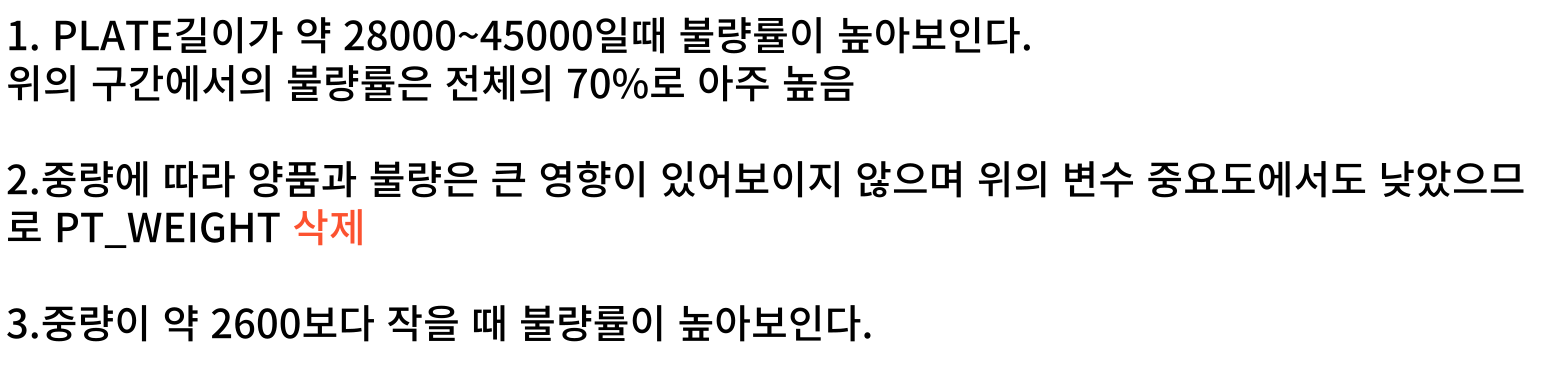 1. PLATE길이가 약 28000~45000일때 불량률이 높아보인다.
위의 구간에서의 불량률은 전체의 70%로 아주 높음
2.중량에 따라 양품과 불량은 큰 영향이 있어보이지 않으며 위의 변수 중요도에서도 낮았으므
로 PT_WEIGHT 삭제
3.중량이 약 2600보다 작을 때 불량률이 높아보인다.